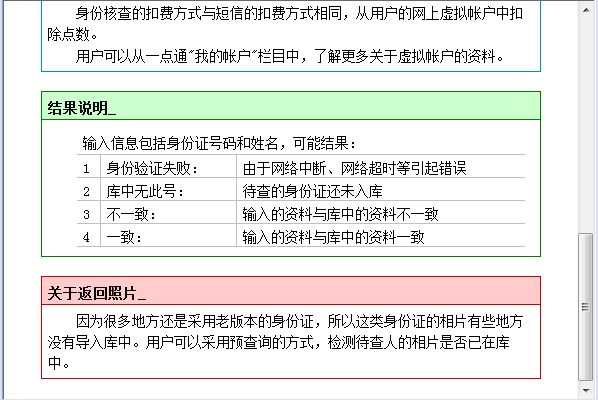 身份核查的扣费方式与短信的扣费方式相同，从用户的网上虚拟帐户中扣
除点数。
用户可以从一点通"我的帐户"栏目中，了解更多关于虚拟帐户的资料。
结果说明_
输入信息包括身份证号码和姓名，可能结果：
1 身份验证失败： 由于网络中断、网络超时等引起错误
2 库中无此号： 待查的身份证还未入库
3 不一致： 输入的资料与库中的资料不一致
4 一致： 输入的资料与库中的资料一致
关于返回照片_
因为很多地方还是采用老版本的身份证，所以这类身份证的相片有些地方
没有导入库中。用户可以采用预查询的方式，检测待查人的相片是否已在库
中。